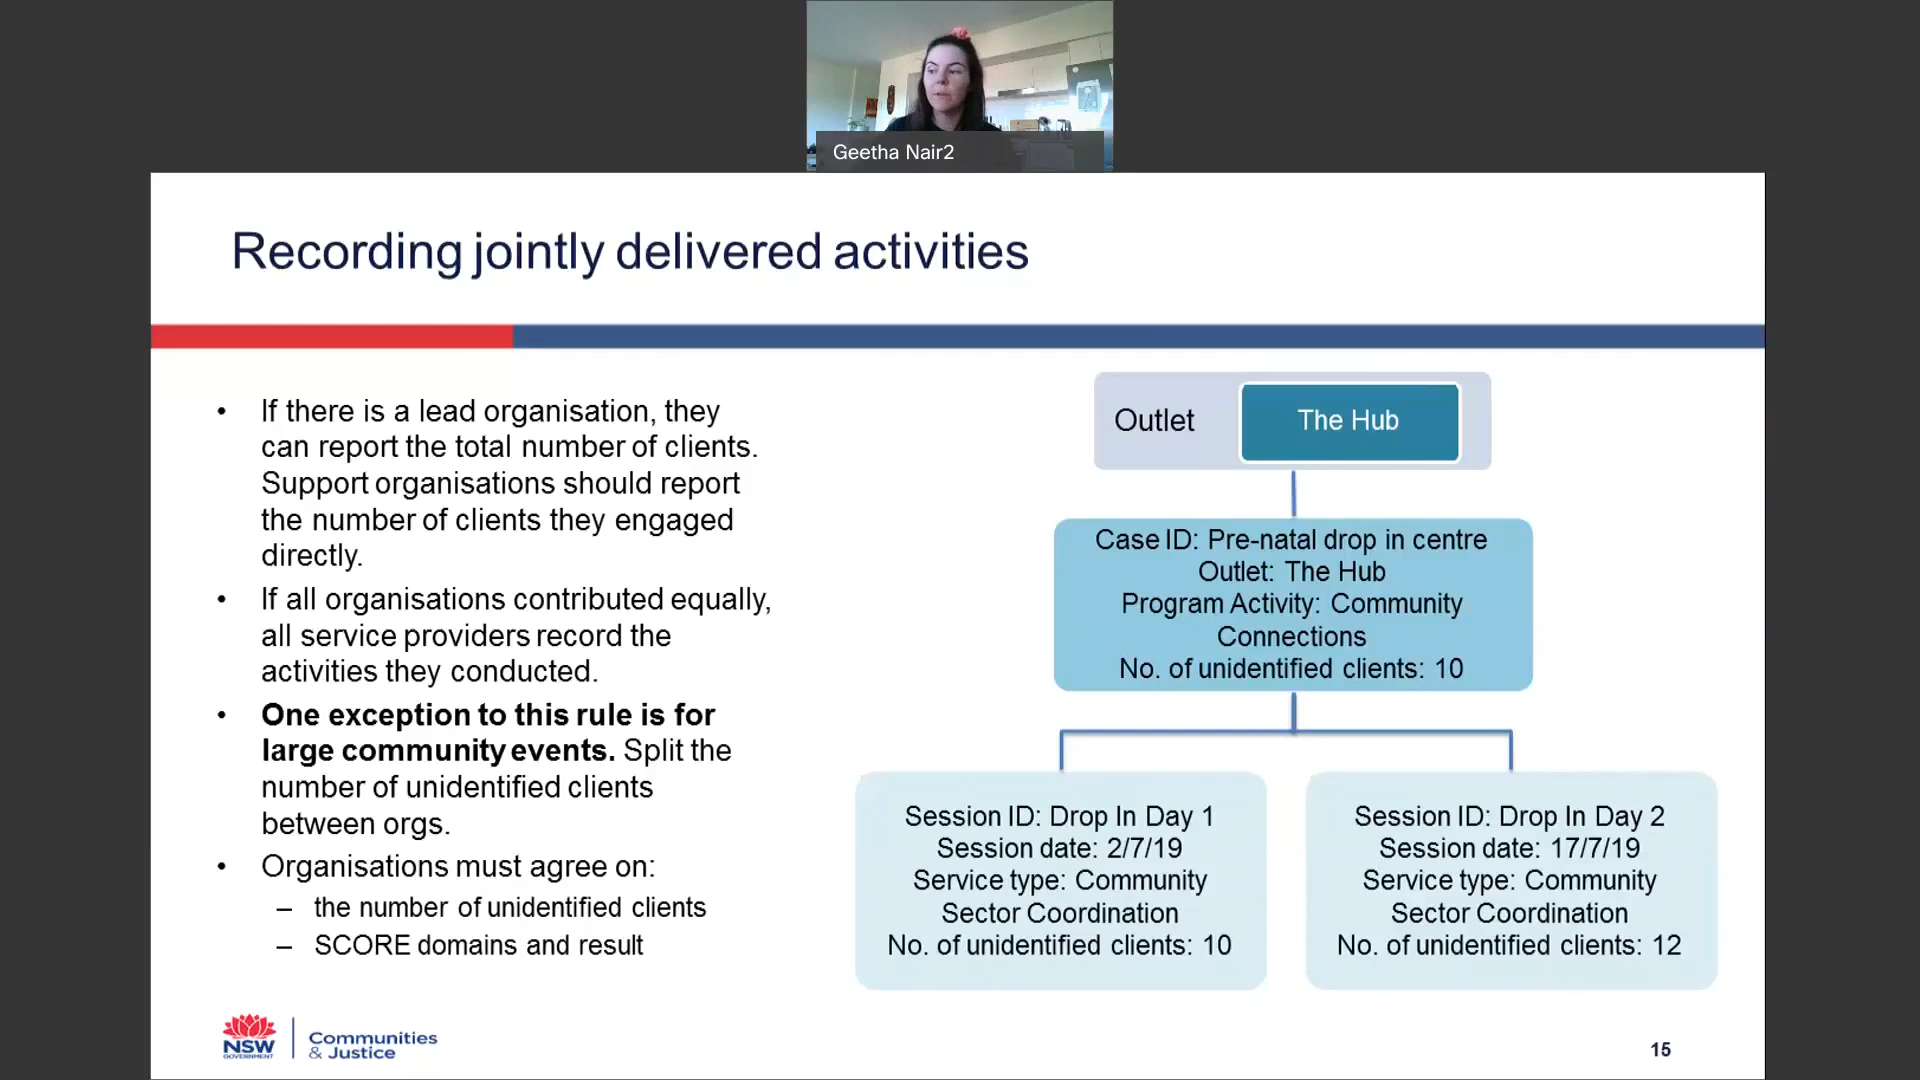 Geetha Nair2
Recording jointly delivered activities
• If there is a lead organisation, they
can report the total number of clients.
Support organisations should report
the number of clients they engaged
directly.
• If all organisations contributed equally,
all service providers record the
activities they conducted.
• One exception to this rule is for
large community events. Split the
number of unidentified clients
between orgs.
• Organisations must agree on:
– the number of unidentified clients
– SCORE domains and result
Outlet
The Hub
Case ID: Pre-natal drop in centre
Outlet: The Hub
Program Activity: Community
Connections
No. of unidentified clients: 10
Session ID: Drop In Day 1
Session date: 2/7/19
Service type: Community
Sector Coordination
No. of unidentified clients: 10
Session ID: Drop In Day 2
Session date: 17/7/19
Service type: Community
Sector Coordination
No. of unidentified clients: 12
NSW
GOVERNMENT
Communities
& Justice
15